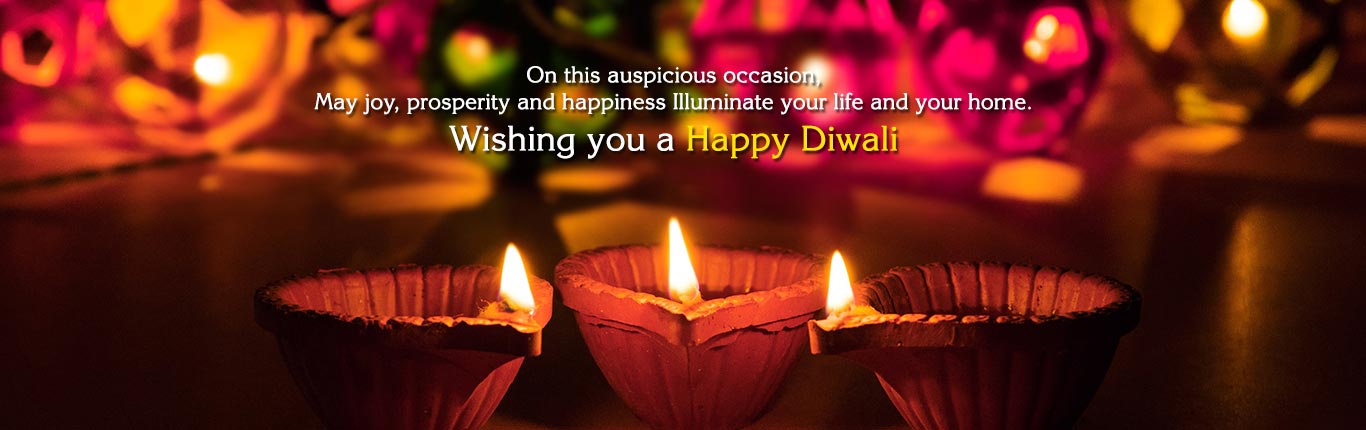 On this auspicious occasion,
May joy, prosperity and happiness Illuminate your life and your home.
Wishing you a Happy Diwali